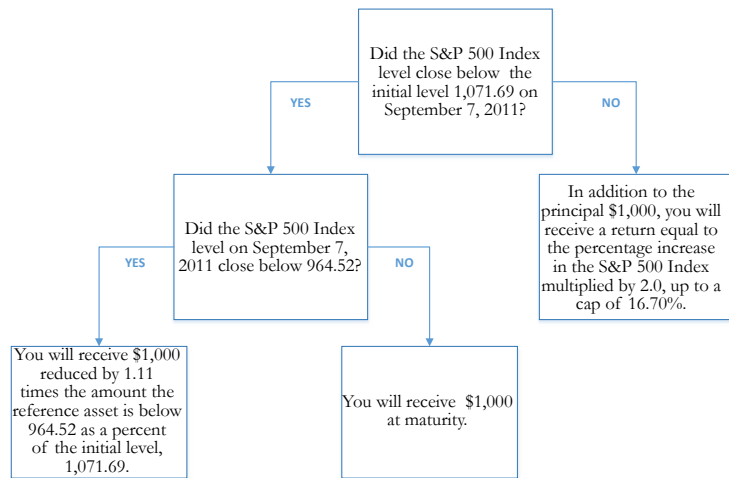 Did the S&P 500 Index
level close below the
initial level 1,071.69 on
September 7, 2011?
YES
NO
Did the S&P 500 Index
level on September 7,
2011 close below 964.52?
In addition to the
principal $1,000, you will
receive a return equal to
the percentage increase
in the S&P 500 Index
multiplied by 2.0, up to a
cap of 16.70%.
YES
NO
You will receive $1,000
reduced by 1.11
times the amount the
reference asset is below
964.52 as a percent
of the initial level,
1,071.69.
You will receive $1,000
at maturity.